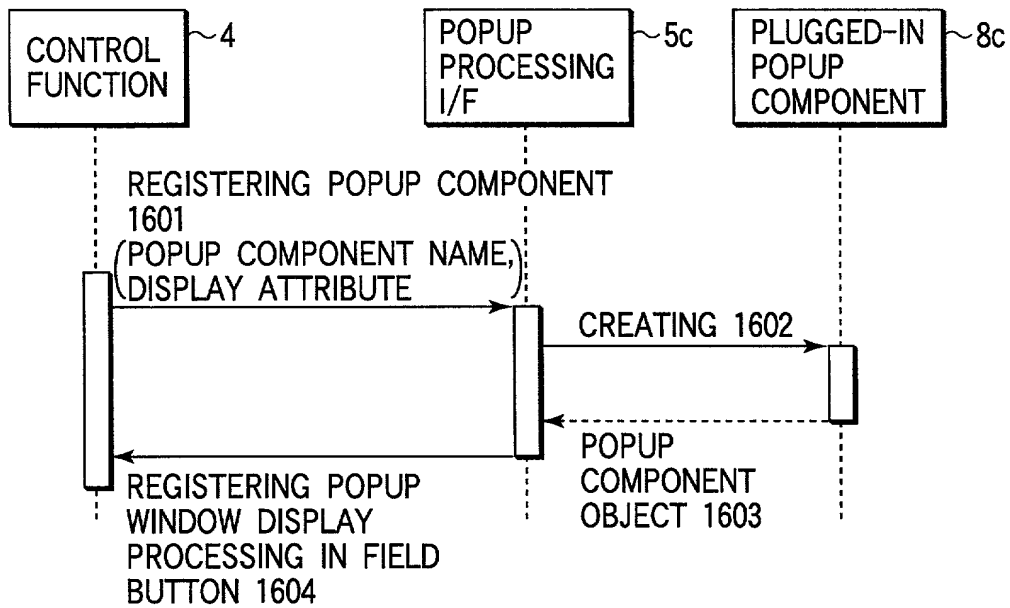 CONTROL
FUNCTION
4
POPUP
PROCESSING
I/F
5c
PLUGGED-IN
POPUP
COMPONENT
8c
REGISTERING POPUP COMPONENT
1601
(POPUP COMPONENT NAME,
DISPLAY ATTRIBUTE)
CREATING 1602
POPUP
COMPONENT
OBJECT 1603
REGISTERING POPUP
WINDOW DISPLAY
PROCESSING IN FIELD
BUTTON 1604